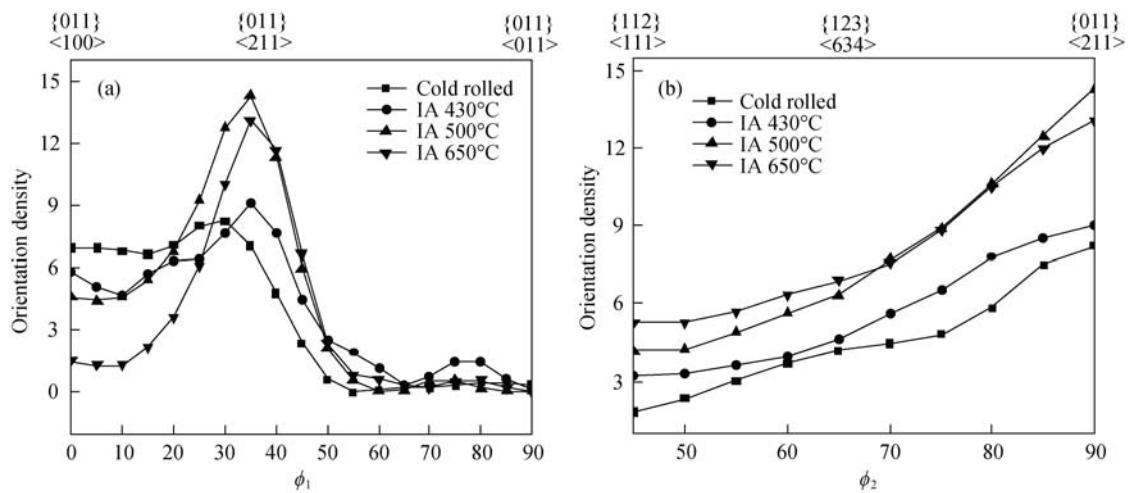 {011}
<100>
{011}
<211>
{011}
<011>
(a)
Cold rolled
IA 430°C
IA 500°C
IA 650°C
15
12
9
6
3
0
Orientation density
0 10 20 30 40 50 60 70 80 90
ϕ₁
{112}
<111>
{123}
<634>
{011}
<211>
(b)
Cold rolled
IA 430°C
IA 500°C
IA 650°C
15
12
9
6
3
Orientation density
50 60 70 80 90
ϕ₂